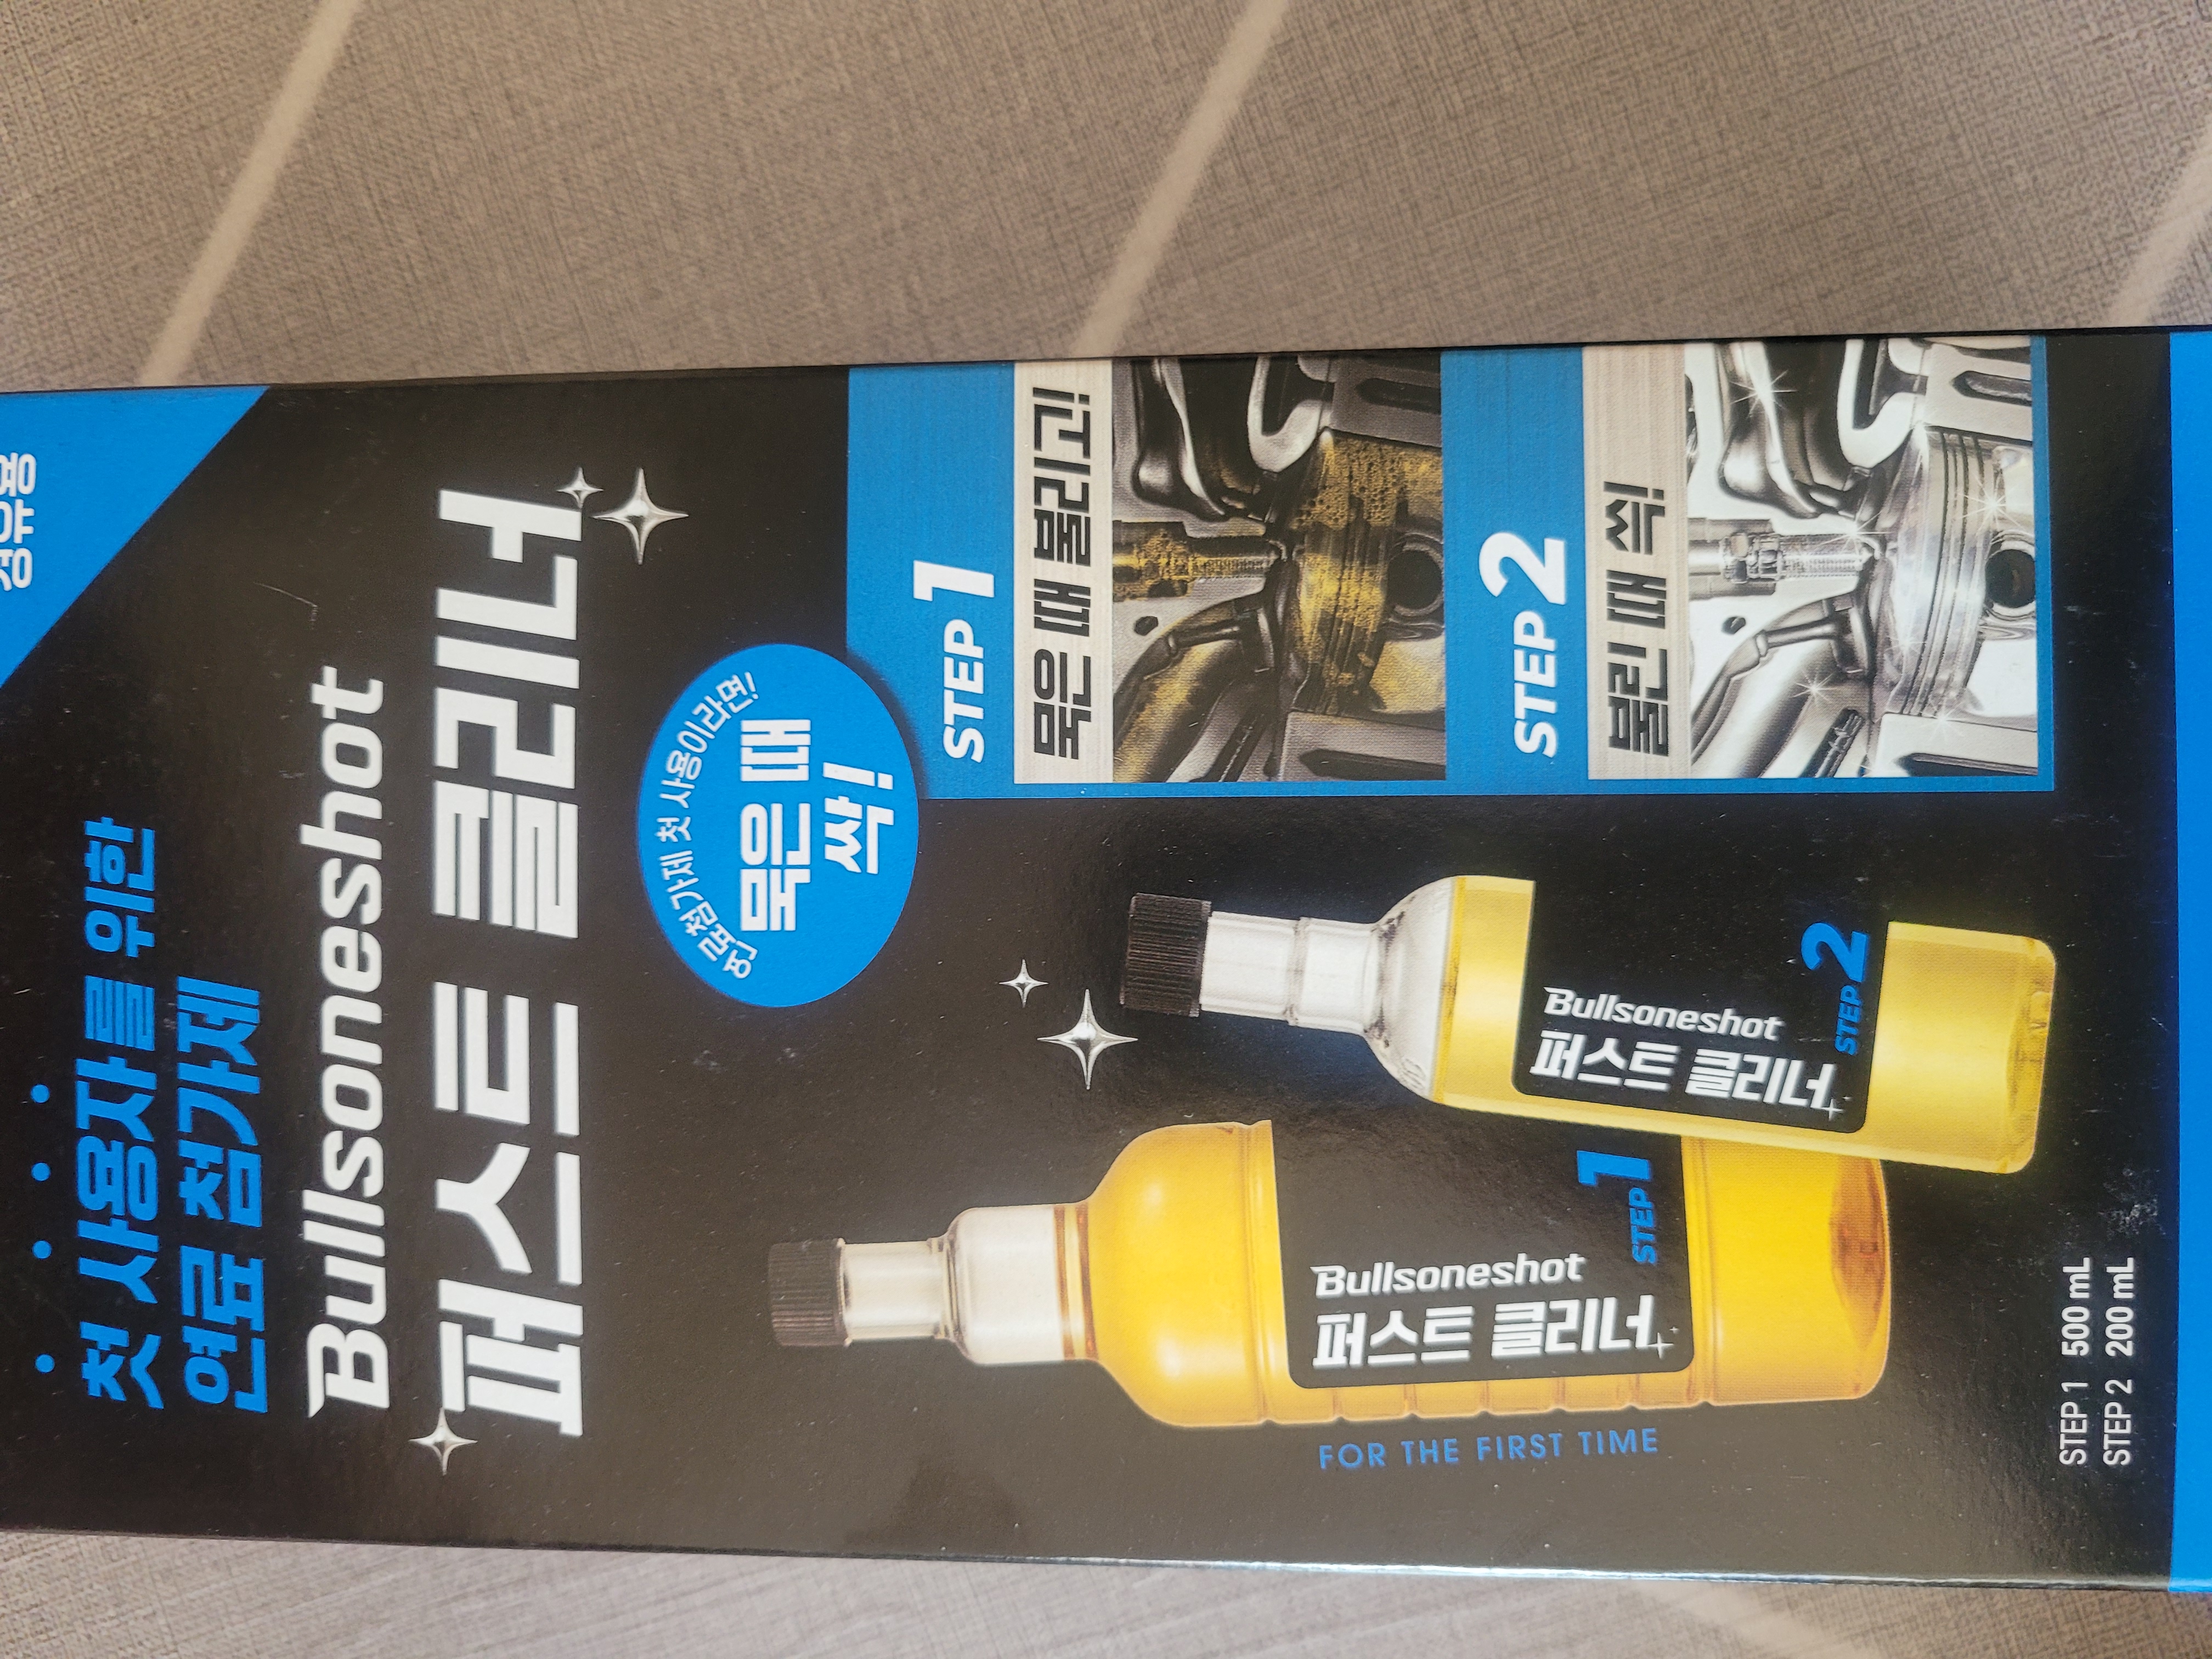 경유용
첫 사용자를 위한
연료 첨가제
Bullsoneshot
퍼스트 클리너
연료첨가제 첫 사용이라면!
묵은 때
싹!
STEP 1
묵은 때 불리고!
STEP 2
불린 때 싹!
Bullsoneshot
퍼스트 클리너
STEP 1
Bullsoneshot
퍼스트 클리너
STEP 2
FOR THE FIRST TIME
STEP 1 500 mL
STEP 2 200 mL